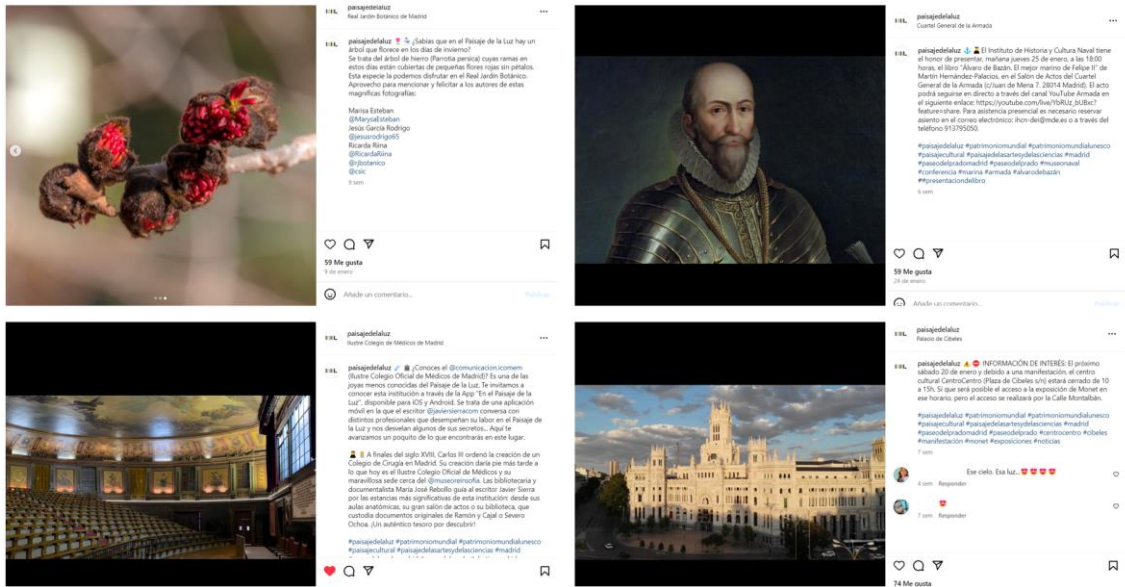 paisajedelaluz
Real Jardín Botánico de Madrid
paisajedelaluz 🌷 ¿Sabías que en el Paisaje de la Luz hay un
árbol que florece en los días de invierno?
Se trata del árbol de hierro (Parrotia persica) cuyas ramas en
estos días están cubiertas de pequeñas flores rojas sin pétalos.
Esta especie la podemos disfrutar en el Real Jardín Botánico.
Aprovecho para mencionar y felicitar a los autores de estas
magníficas fotografías:
Marisa Esteban
@MarysaEsteban
Jesús García Rodrigo
@jesusrodrigo65
Ricarda Riina
@RicardaRiina
@rjbotanico
@csic
9 sem
59 Me gusta
9 de enero
Añade un comentario...
Publicar
paisajedelaluz
Cuartel General de la Armada
paisajedelaluz ⚓ El Instituto de Historia y Cultura Naval tiene
el honor de presentar, mañana jueves 25 de enero, a las 18:00
horas, el libro "Álvaro de Bazán. El mejor marino de Felipe II" de
Martín Hernández-Palacios, en el Salón de Actos del Cuartel
General de la Armada (c/Juan de Mena 7. 28014 Madrid). El acto
podrá seguirse en directo a través del canal YouTube Armada en
el siguiente enlace: https://youtube.com/live/YbRUz_bUBxc?
feature=share. Para asistencia presencial es necesario reservar
asiento en el correo electrónico: ihcn-dei@mde.es o a través del
teléfono 913795050.
#paisajedelaluz #patrimoniomundial #patrimoniomundialunesco
#paisajecultural #paisajedelasartesydelasciencias #madrid
#paseodelpradomadrid #paseodelprado #museonaval
#conferencia #marina #armada #alvarodebazán
##presentaciondelibro
6 sem
59 Me gusta
24 de enero
Añade un comentario...
Publicar
paisajedelaluz
Ilustre Colegio de Médicos de Madrid
paisajedelaluz ¿Conoces el @comunicacion.icomem
(Ilustre Colegio Oficial de Médicos de Madrid)? Es una de las
joyas menos conocidas del Paisaje de la Luz. Te invitamos a
conocer esta institución a través de la App "En el Paisaje de la
Luz", disponible para iOS y Android. Se trata de una aplicación
móvil en la que el escritor @javiersierracom conversa con
distintos profesionales que desempeñan su labor en el Paisaje de
la Luz y nos desvelan algunos de sus secretos... Aquí te
avanzamos un poquito de lo que encontrarás en este lugar.
A finales del siglo XVIII, Carlos III ordenó la creación de un
Colegio de Cirugía en Madrid. Su creación daría pie más tarde a
lo que hoy es el Ilustre Colegio Oficial de Médicos y su
maravillosa sede cerca del @museoreinsofia. Las bibliotecaria y
documentalista María José Rebollo guía al escritor Javier Sierra
por las estancias más significativas de esta institución: desde sus
aulas anatómicas, su gran salón de actos o su biblioteca, que
custodia documentos originales de Ramón y Cajal o Severo
Ochoa. ¡Un auténtico tesoro por descubrir!
#paisajedelaluz #patrimoniomundial #patrimoniomundialunesco
#paisajecultural #paisajedelasartesydelasciencias #madrid
paisajedelaluz
Palacio de Cibeles
paisajedelaluz ⚠️ ⛔ INFORMACIÓN DE INTERÉS: El próximo
sábado 20 de enero y debido a una manifestación, el centro
cultural CentroCentro (Plaza de Cibeles s/n) estará cerrado de 10
a 15h. Sí que será posible el acceso a la exposición de Monet en
ese horario, pero el acceso se realizará por la Calle Montalbán.
#paisajedelaluz #patrimoniomundial #patrimoniomundialunesco
#paisajecultural #paisajedelasartesydelasciencias #madrid
#paseodelpradomadrid #paseodelprado #centrocentro #cibeles
#manifestación #monet #exposiciones #noticias
7 sem
Ese cielo. Esa luz..
4 sem Responder
7 sem Responder
74 Me gusta